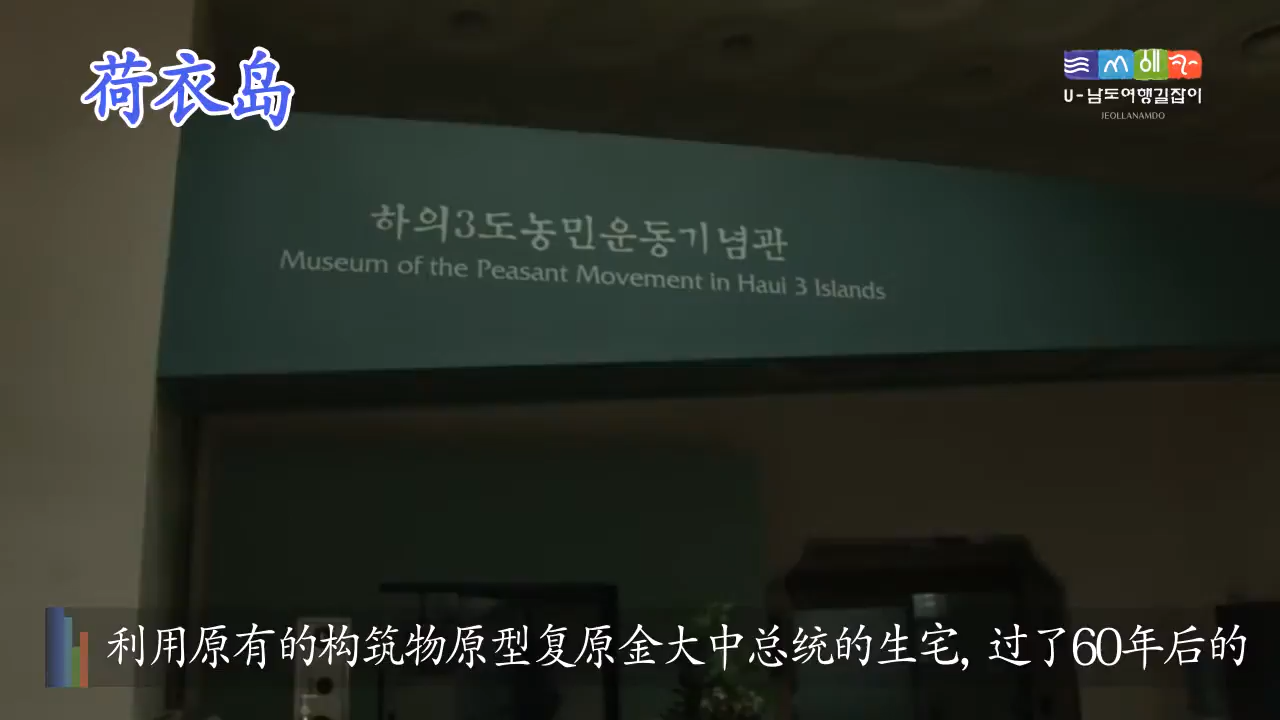 荷衣岛
U-남도여행길잡이
JEOLLANAMDO
하의3도농민운동기념관
Museum of the Peasant Movement in Haui 3 Islands
利用原有的构筑物原型复原金大中总统的生宅, 过了60年后的